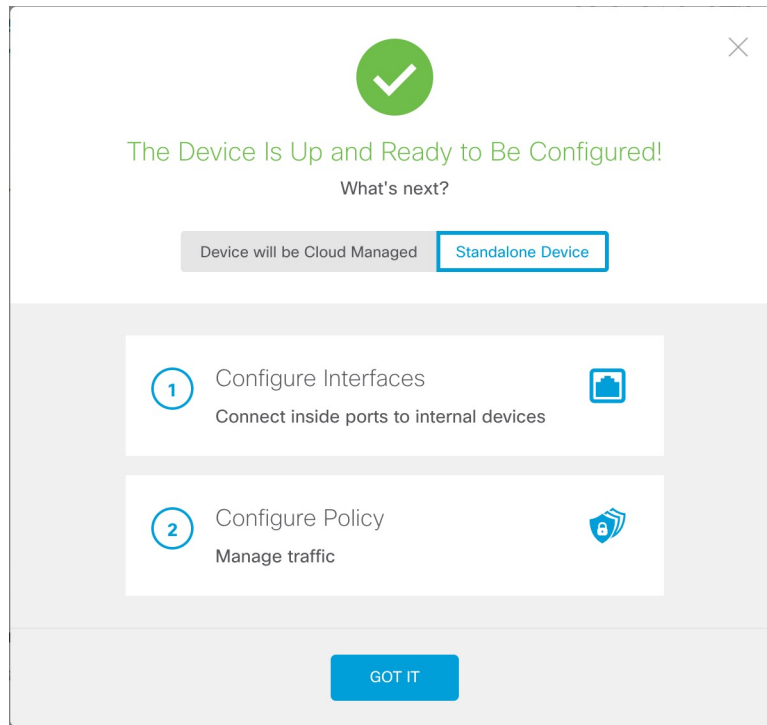 The Device Is Up and Ready to Be Configured!
What's next?
Device will be Cloud Managed
Standalone Device
1
Configure Interfaces
Connect inside ports to internal devices
2
Configure Policy
Manage traffic
GOT IT